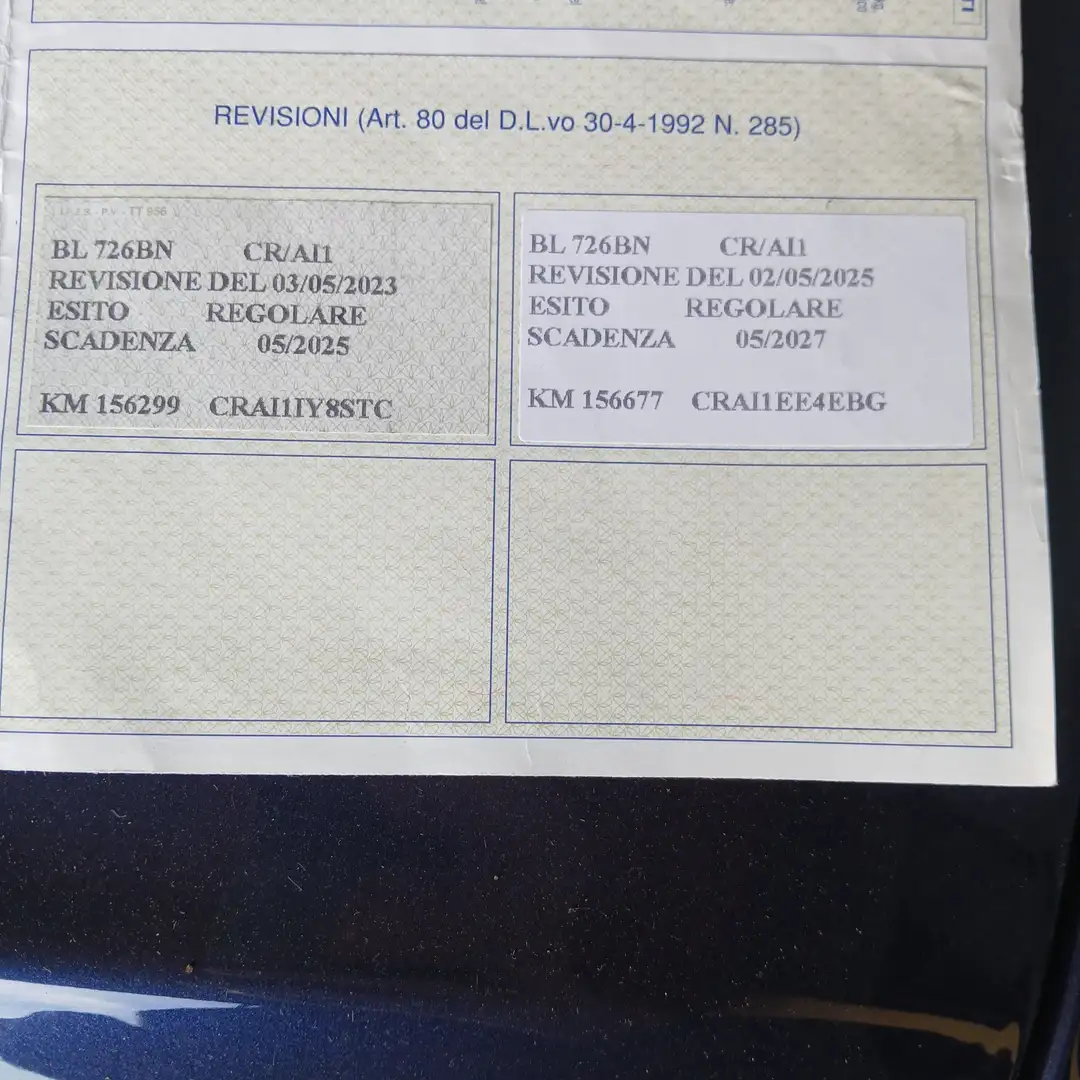 REVISIONI (Art. 80 del D.L.vo 30-4-1992 N. 285)
BL 726BN CR/AI1
REVISIONE DEL 03/05/2023
ESITO REGOLARE
SCADENZA 05/2025
KM 156299 CRAI1IY8STC
BL 726BN CR/AI1
REVISIONE DEL 02/05/2025
ESITO REGOLARE
SCADENZA 05/2027
KM 156677 CRAI1EE4EBG